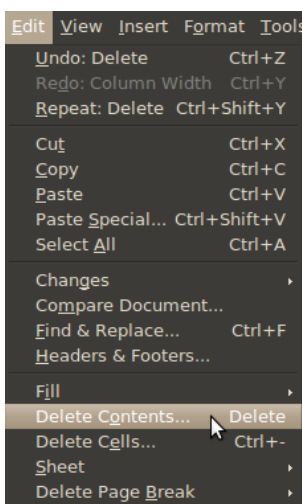 Edit View Insert Format Tools
Undo: Delete Ctrl+Z
Redo: Column Width Ctrl+Y
Repeat: Delete Ctrl+Shift+Y
Cut Ctrl+X
Copy Ctrl+C
Paste Ctrl+V
Paste Special... Ctrl+Shift+V
Select All Ctrl+A
Changes
Compare Document...
Find & Replace... Ctrl+F
Headers & Footers...
Fill
Delete Contents... Delete
Delete Cells... Ctrl+-
Sheet
Delete Page Break